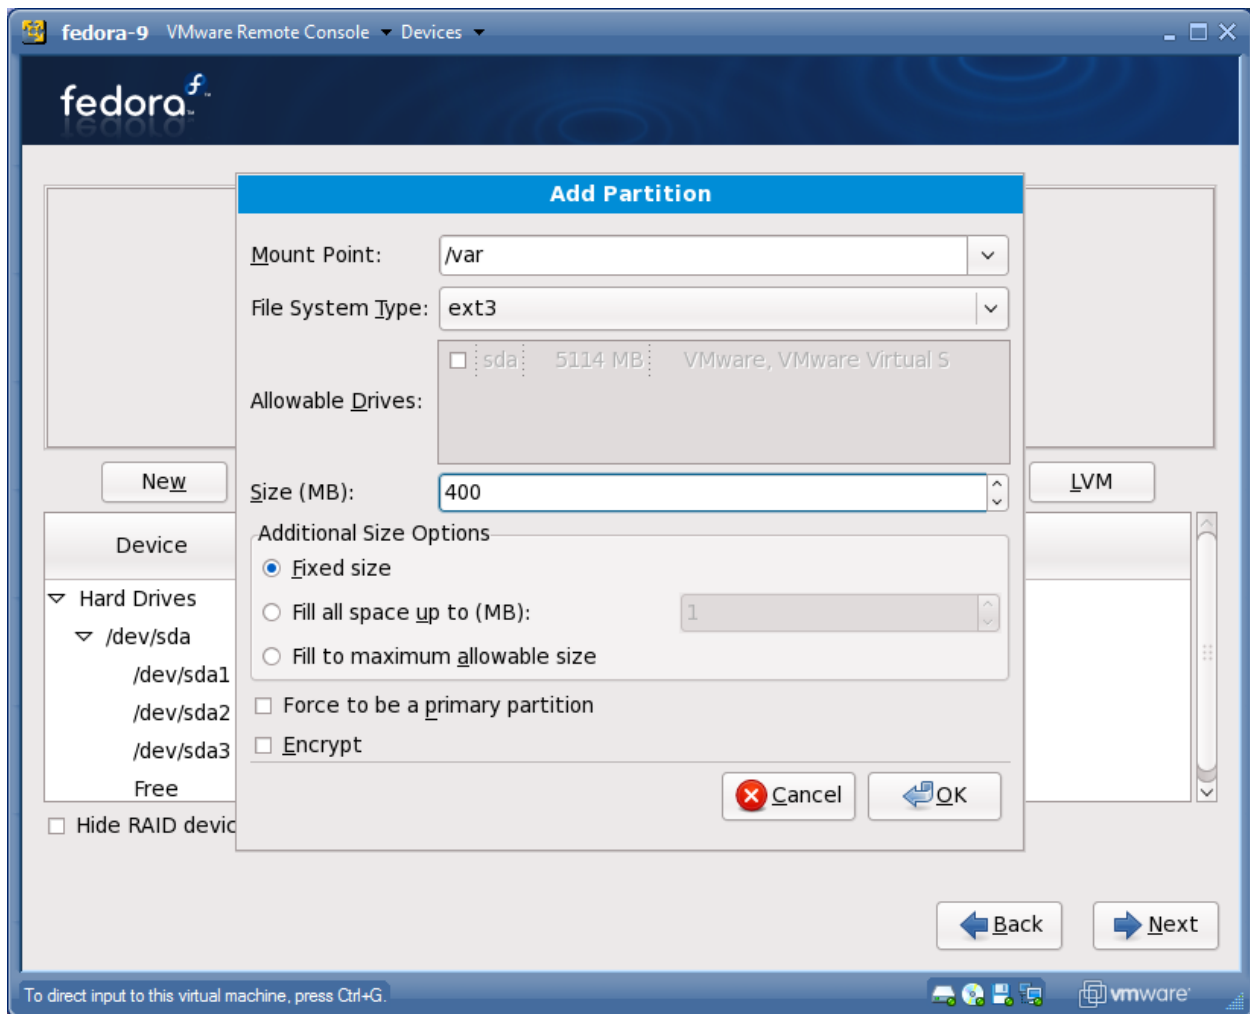 fedora-9 VMware Remote Console Devices
fedora
Add Partition
Mount Point: /var
File System Type: ext3
sda 5114 MB VMware, VMware Virtual S
Allowable Drives:
New
LVM
Size (MB): 400
Additional Size Options
Device
Fixed size
Hard Drives
Fill all space up to (MB): 1
/dev/sda
Fill to maximum allowable size
/dev/sda1
Force to be a primary partition
/dev/sda2
Encrypt
/dev/sda3
Free
Cancel OK
Hide RAID devic
Back Next
To direct input to this virtual machine, press Ctrl+G.
vmware